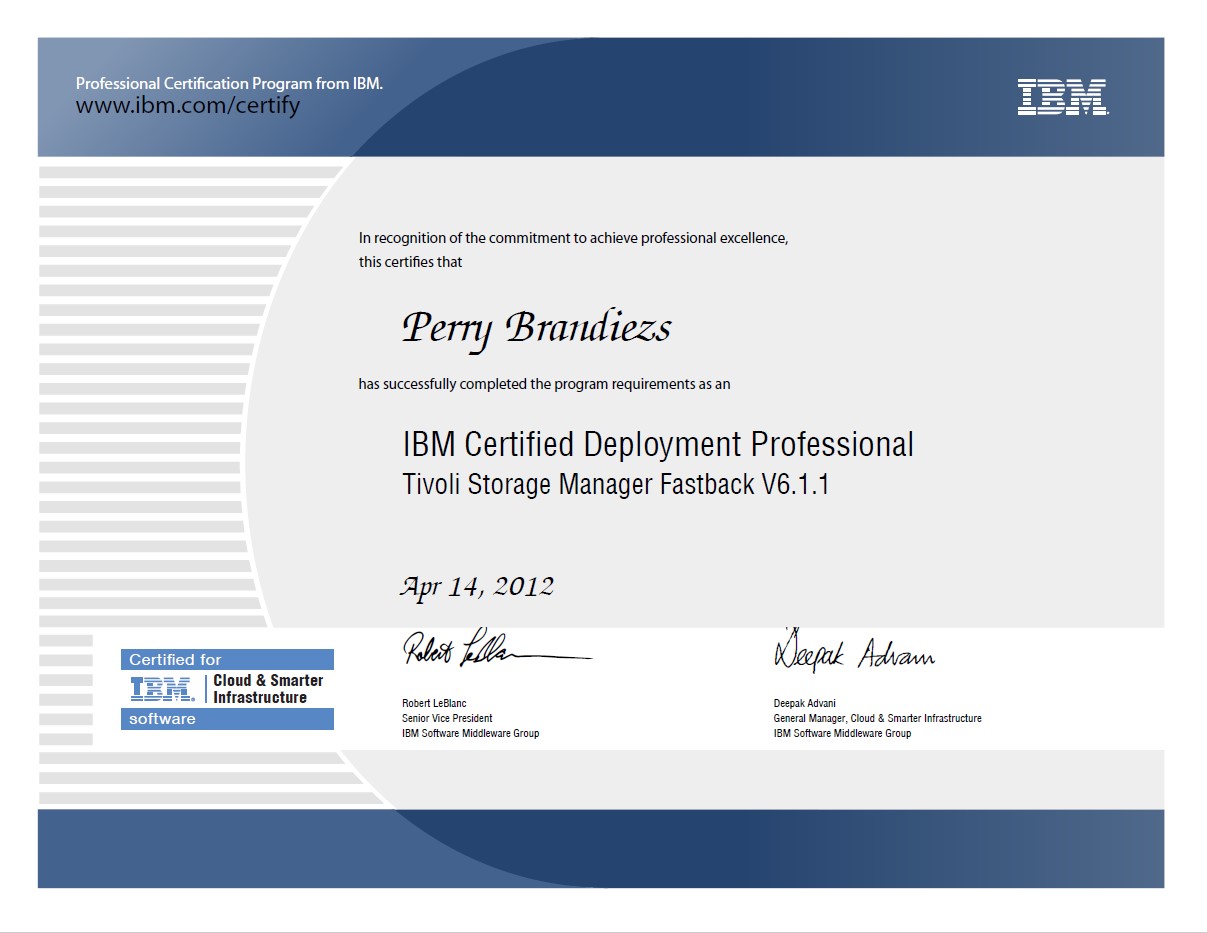 Professional Certification Program from IBM.
www.ibm.com/certify
IBM.
In recognition of the commitment to achieve professional excellence,
this certifies that
Perry Brandiezs
has successfully completed the program requirements as an
IBM Certified Deployment Professional
Tivoli Storage Manager Fastback V6.1.1
Apr 14, 2012
Robert LeBlanc
Deepak Advani
Robert LeBlanc
Senior Vice President
IBM Software Middleware Group
Deepak Advani
General Manager, Cloud & Smarter Infrastructure
IBM Software Middleware Group
Certified for
IBM. Cloud & Smarter
Infrastructure
software